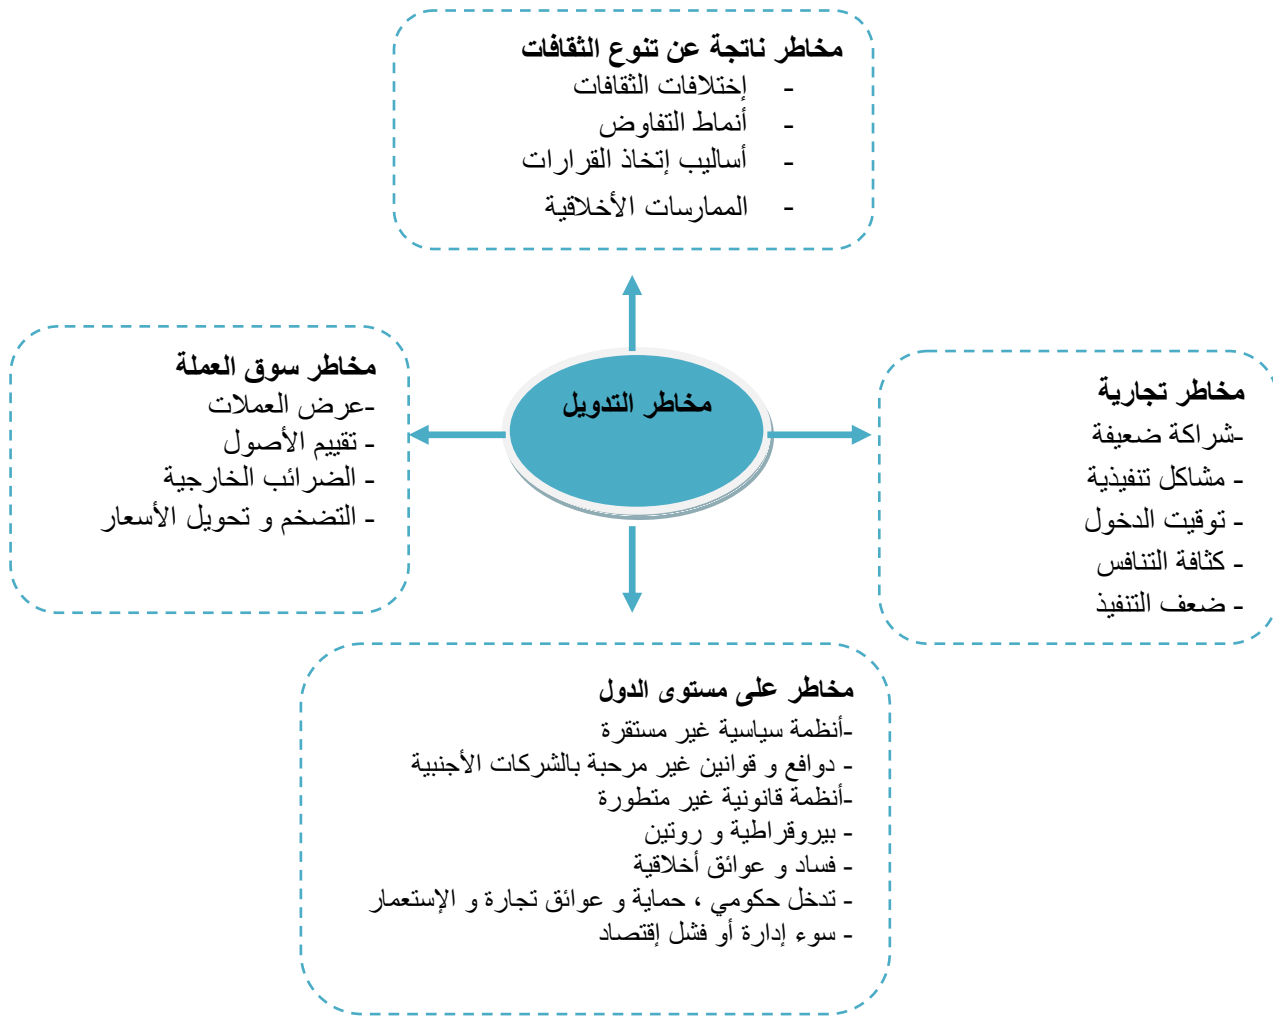 مخاطر ناتجة عن تنوع الثقافات
- إختلافات الثقافات
- أنماط التفاوض
- أساليب إتخاذ القرارات
- الممارسات الأخلاقية
مخاطر التدويل
مخاطر تجارية
-شراكة ضعيفة
- مشاكل تنفيذية
- توقيت الدخول
- كثافة التنافس
- ضعف التنفيذ
مخاطر سوق العملة
-عرض العملات
- تقييم الأصول
- الضرائب الخارجية
- التضخم و تحويل الأسعار
مخاطر على مستوى الدول
-أنظمة سياسية غير مستقرة
- دوافع و قوانين غير مرحبة بالشركات الأجنبية
-أنظمة قانونية غير متطورة
- بيروقراطية و روتين
- فساد و عوائق أخلاقية
- تدخل حكومي ، حماية و عوائق تجارة و الإستعمار
- سوء إدارة أو فشل إقتصاد